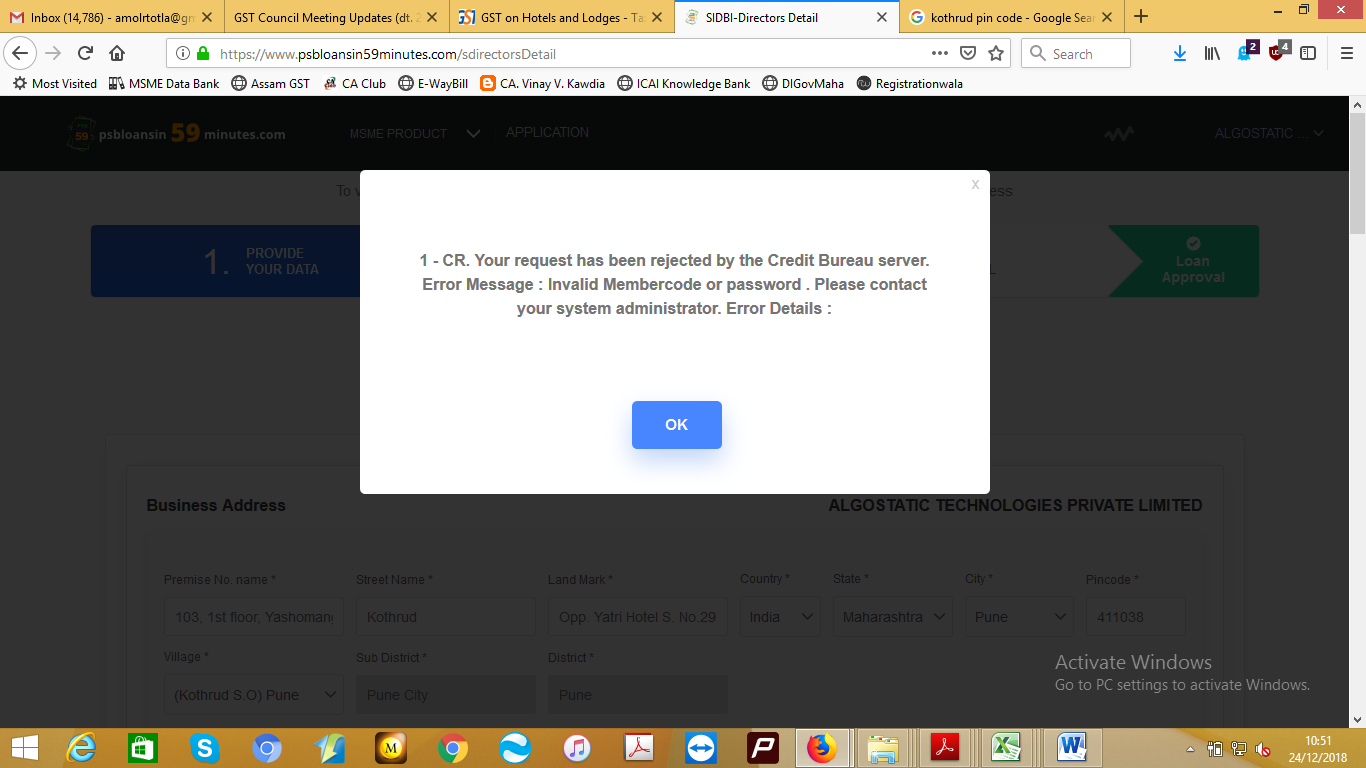 Inbox (14,786) - amolrtotla@gn
GST Council Meeting Updates (dt. 2
GST on Hotels and Lodges - Ta
SIDBI-Directors Detail
kothrud pin code - Google Sear
https://www.psbloansin59minutes.com/sdirectorsDetail
Search
2
4
Most Visited
MSME Data Bank
Assam GST
CA Club
E-WayBill
CA. Vinay V. Kawdia
ICAI Knowledge Bank
DIGovMaha
Registrationwala
psbloansin 59 minutes.com
MSME PRODUCT
APPLICATION
ALGOSTATIC ...
To
ess
x
1 - CR. Your request has been rejected by the Credit Bureau server.
Error Message : Invalid Membercode or password . Please contact
your system administrator. Error Details :
OK
1.
PROVIDE
YOUR DATA
Loan
Approval
Business Address
ALGOSTATIC TECHNOLOGIES PRIVATE LIMITED
Premise No. name *
Street Name *
Land Mark *
Country *
State *
City *
Pincode *
103, 1st floor, Yashomang
Kothrud
Opp. Yatri Hotel S. No.29
India
Maharashtra
Pune
411038
Village *
Sub District *
District *
(Kothrud S.O) Pune
Pune City
Pune
Activate Windows
Go to PC settings to activate Windows.
10:51
24/12/2018